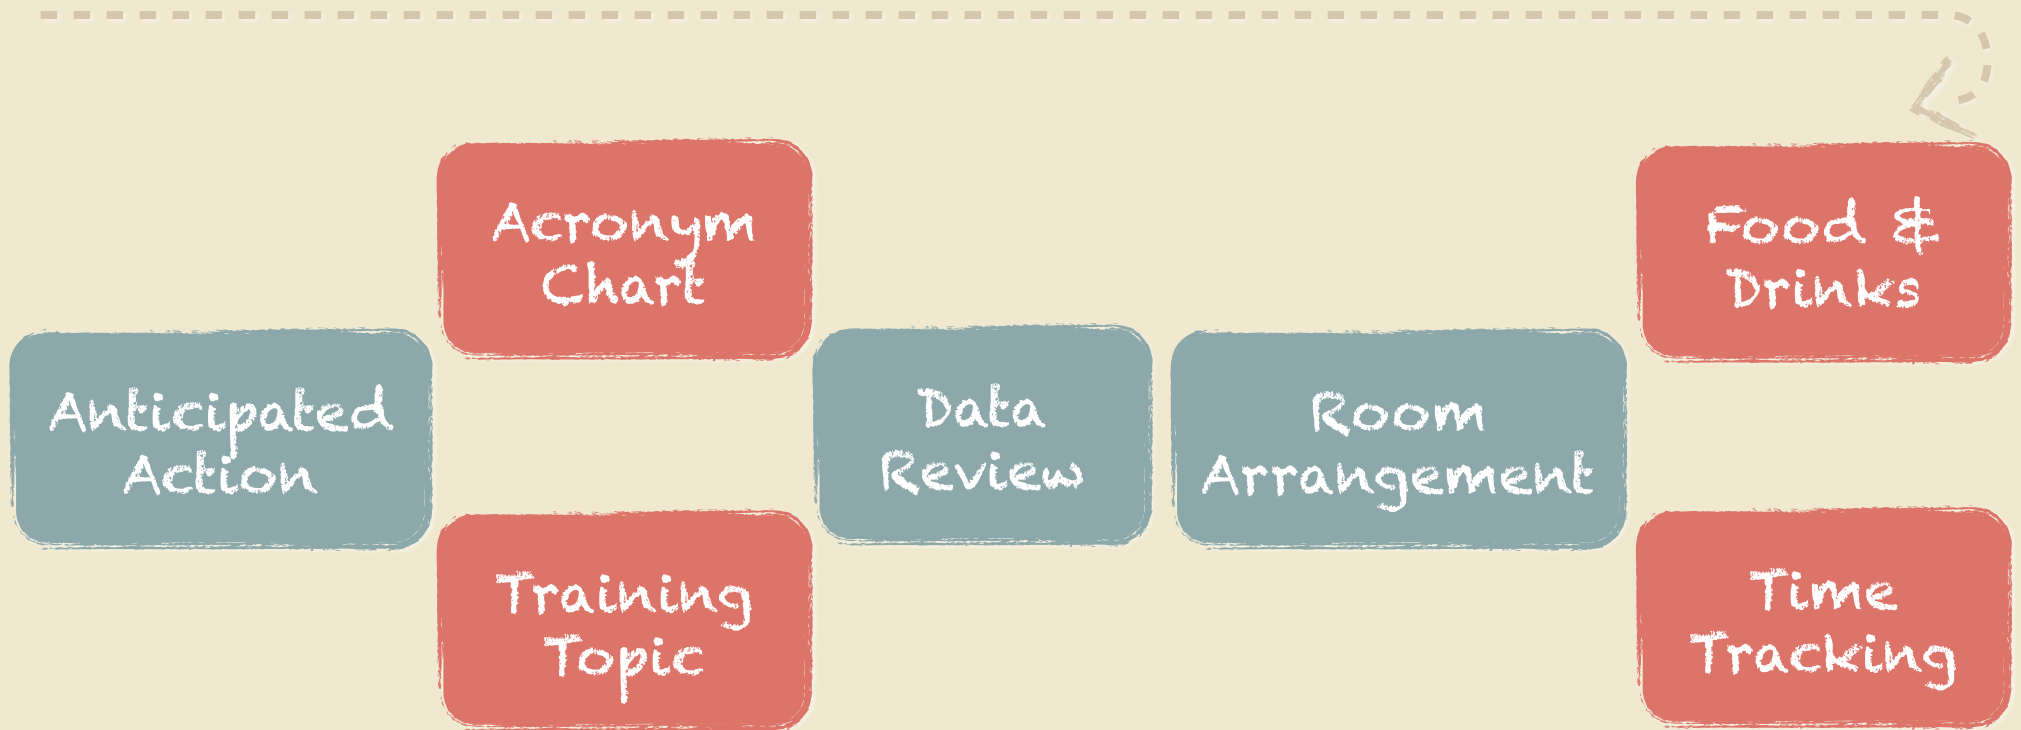 Anticipated
Action
Acronym
Chart
Training
Topic
Data
Review
Room
Arrangement
Food &
Drinks
Time
Tracking